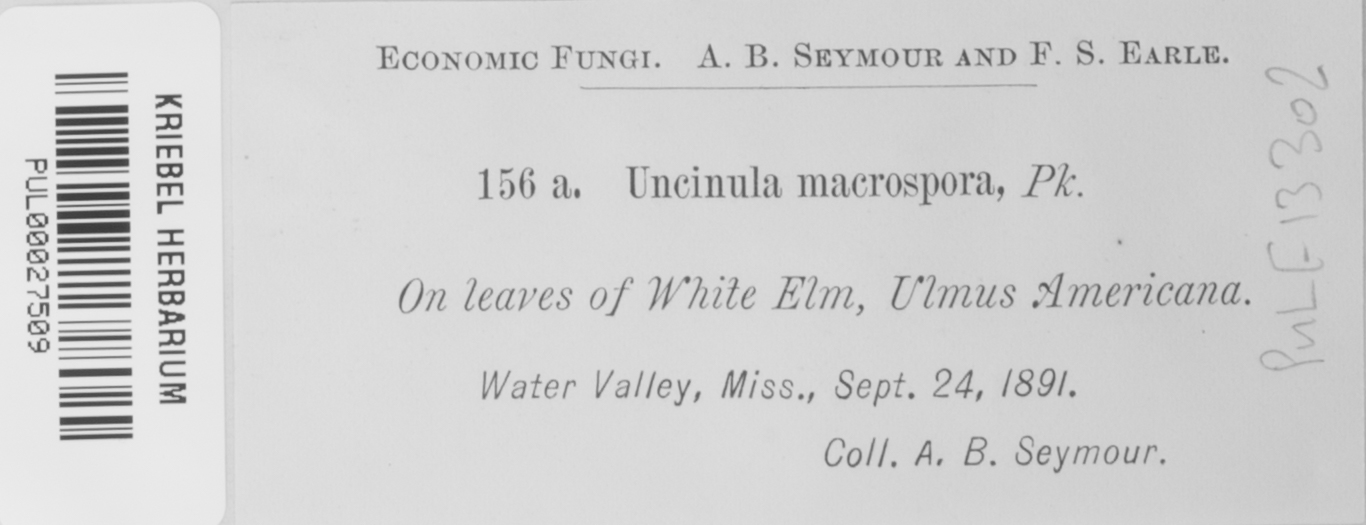 KRIEBEL HERBARIUM
PUL00027509
ECONOMIC FUNGI. A. B. SEYMOUR AND F. S. EARLE.
156 a. Uncinula macrospora, Pk.
On leaves of White Elm, Ulmus Americana.
Water Valley, Miss., Sept. 24, 1891.
Coll. A. B. Seymour.
PUL F13302